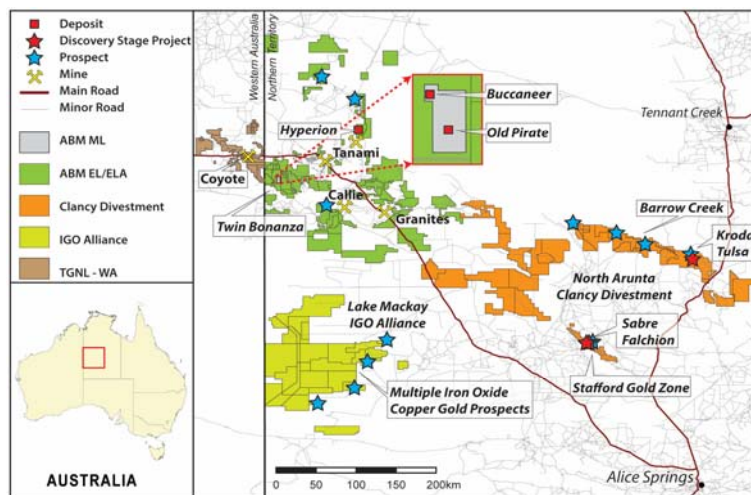 Deposit
Discovery Stage Project
Prospect
Mine
Main Road
Minor Road
ABM ML
ABM EL/ELA
Clancy Divestment
IGO Alliance
TGNL - WA
AUSTRALIA
Western Australia
Northern Territory
Buccaneer
Old Pirate
Hyperion
Tanami
Coyote
Callie
Granites
Twin Bonanza
Tennant Creek
Barrow Creek
Kroda
Tulsa
North Arunta
Clancy Divestment
Lake Mackay
IGO Alliance
Sabre
Falchion
Stafford Gold Zone
Multiple Iron Oxide
Copper Gold Prospects
0 50 100 150 200km
Alice Springs